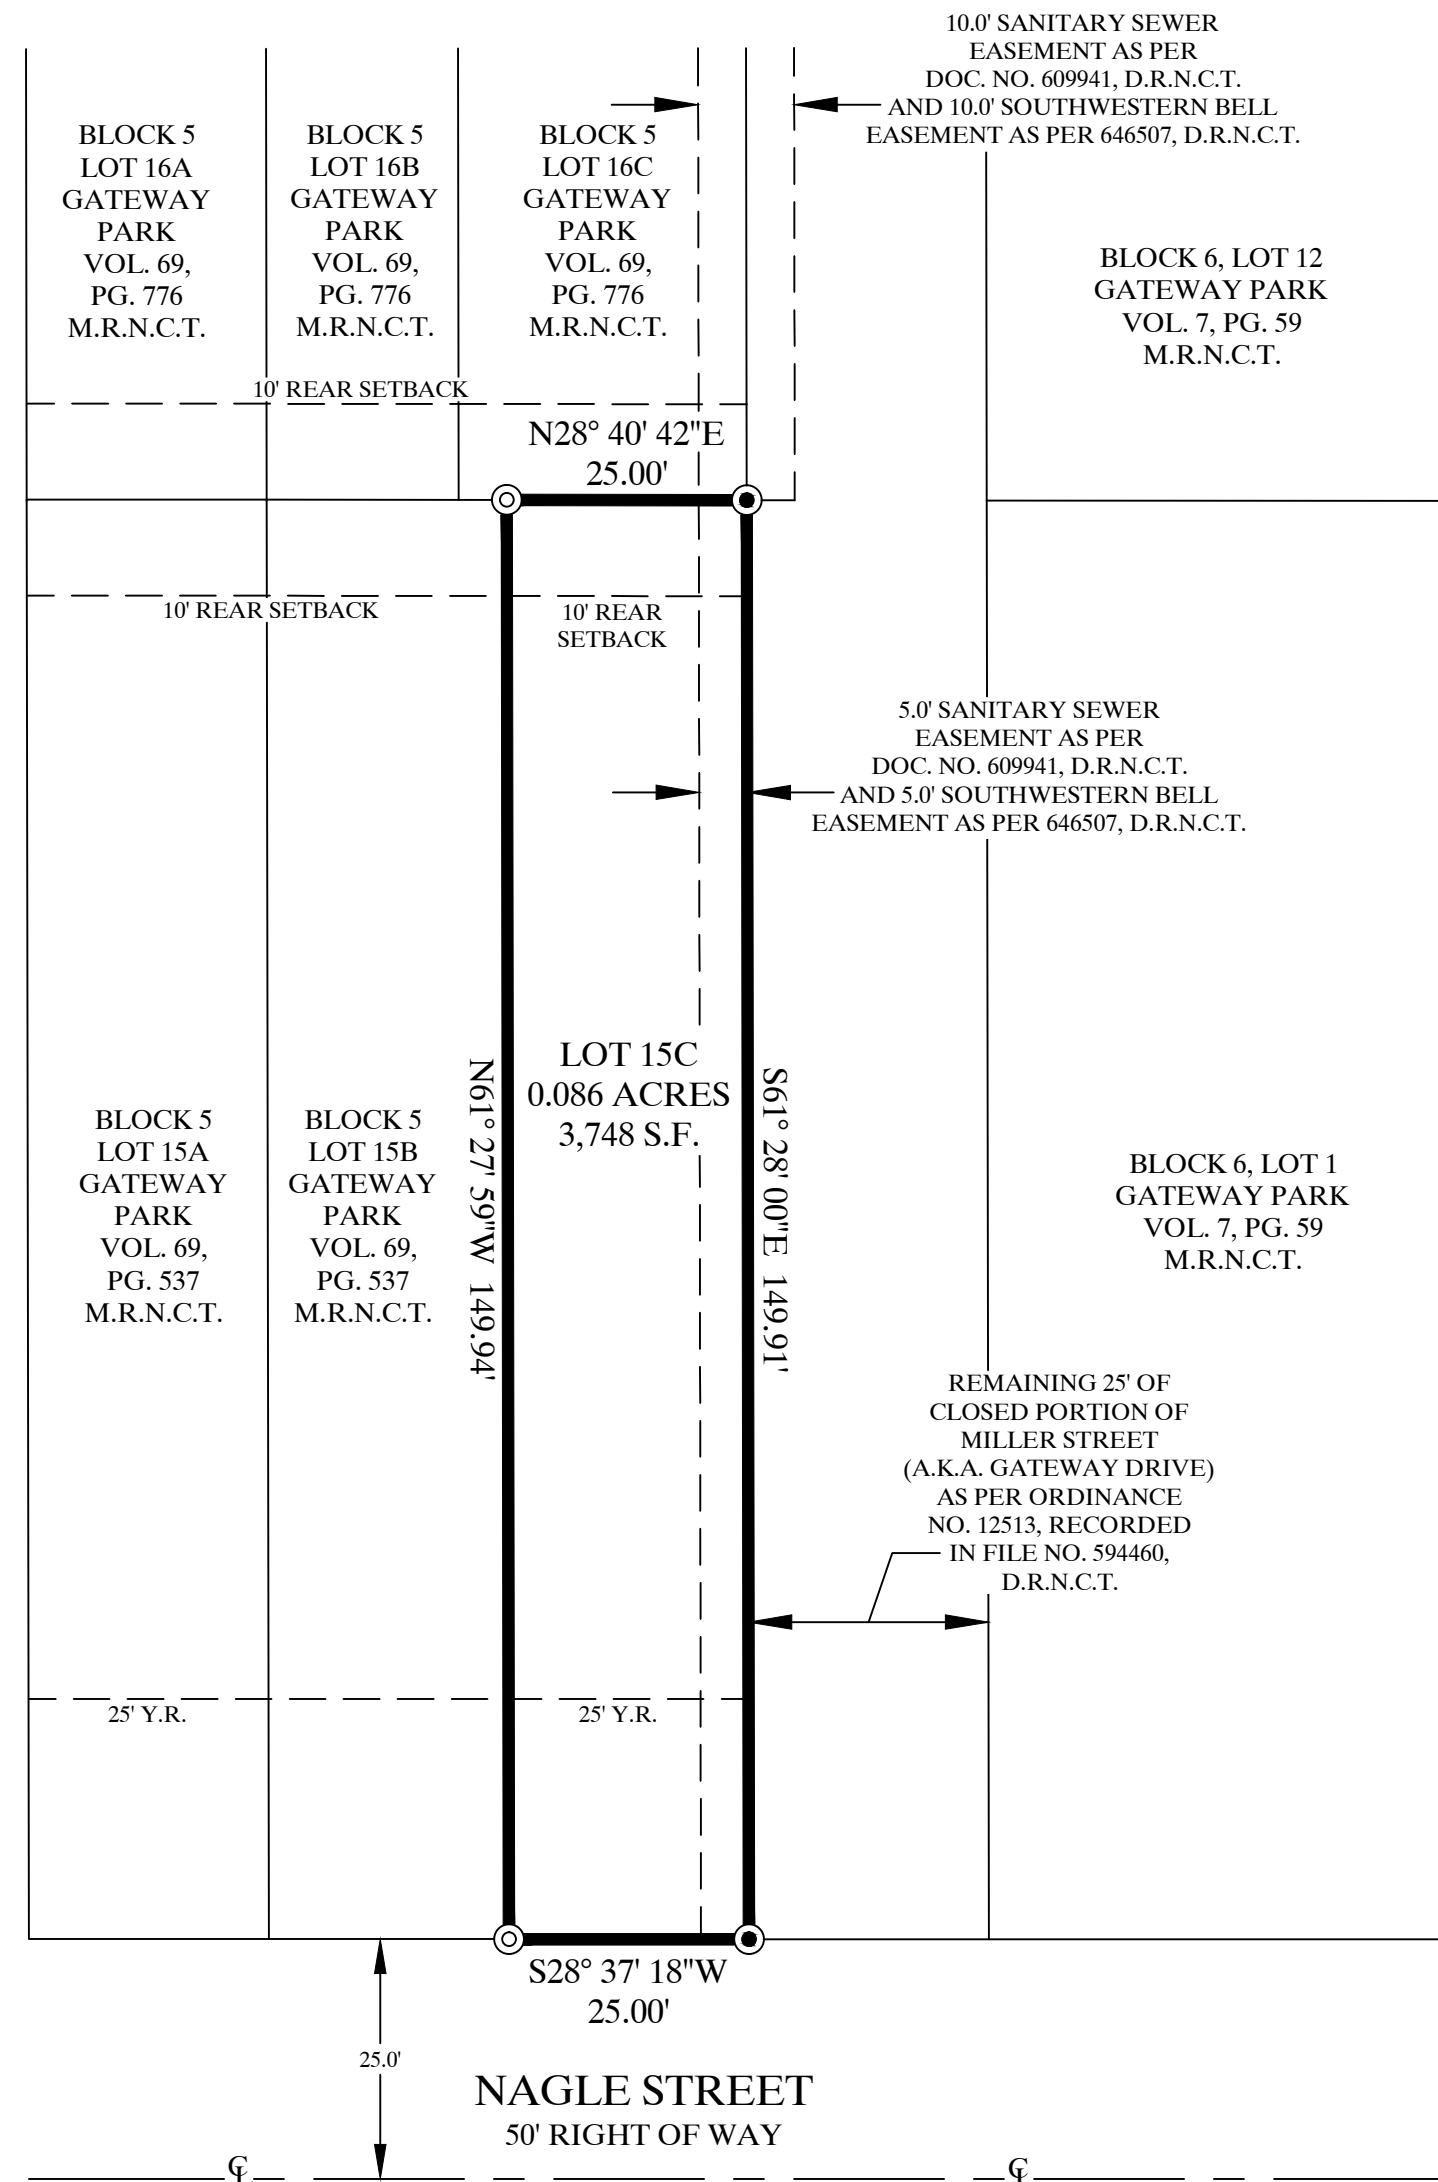 10.0' SANITARY SEWER
EASEMENT AS PER
DOC. NO. 609941, D.R.N.C.T.
AND 10.0' SOUTHWESTERN BELL
EASEMENT AS PER 646507, D.R.N.C.T.
BLOCK 5
LOT 16A
GATEWAY
PARK
VOL. 69,
PG. 776
M.R.N.C.T.
BLOCK 5
LOT 16B
GATEWAY
PARK
VOL. 69,
PG. 776
M.R.N.C.T.
BLOCK 5
LOT 16C
GATEWAY
PARK
VOL. 69,
PG. 776
M.R.N.C.T.
BLOCK 6, LOT 12
GATEWAY PARK
VOL. 7, PG. 59
M.R.N.C.T.
10' REAR SETBACK
N28° 40' 42"E
25.00'
10' REAR SETBACK
10' REAR
SETBACK
5.0' SANITARY SEWER
EASEMENT AS PER
DOC. NO. 609941, D.R.N.C.T.
AND 5.0' SOUTHWESTERN BELL
EASEMENT AS PER 646507, D.R.N.C.T.
LOT 15C
0.086 ACRES
3,748 S.F.
N61° 27' 59"W 149.94'
S61° 28' 00"E 149.91'
BLOCK 5
LOT 15A
GATEWAY
PARK
VOL. 69,
PG. 537
M.R.N.C.T.
BLOCK 5
LOT 15B
GATEWAY
PARK
VOL. 69,
PG. 537
M.R.N.C.T.
BLOCK 6, LOT 1
GATEWAY PARK
VOL. 7, PG. 59
M.R.N.C.T.
REMAINING 25' OF
CLOSED PORTION OF
MILLER STREET
(A.K.A. GATEWAY DRIVE)
AS PER ORDINANCE
NO. 12513, RECORDED
IN FILE NO. 594460,
D.R.N.C.T.
25' Y.R.
25' Y.R.
S28° 37' 18"W
25.00'
25.0'
NAGLE STREET
50' RIGHT OF WAY
℄
℄